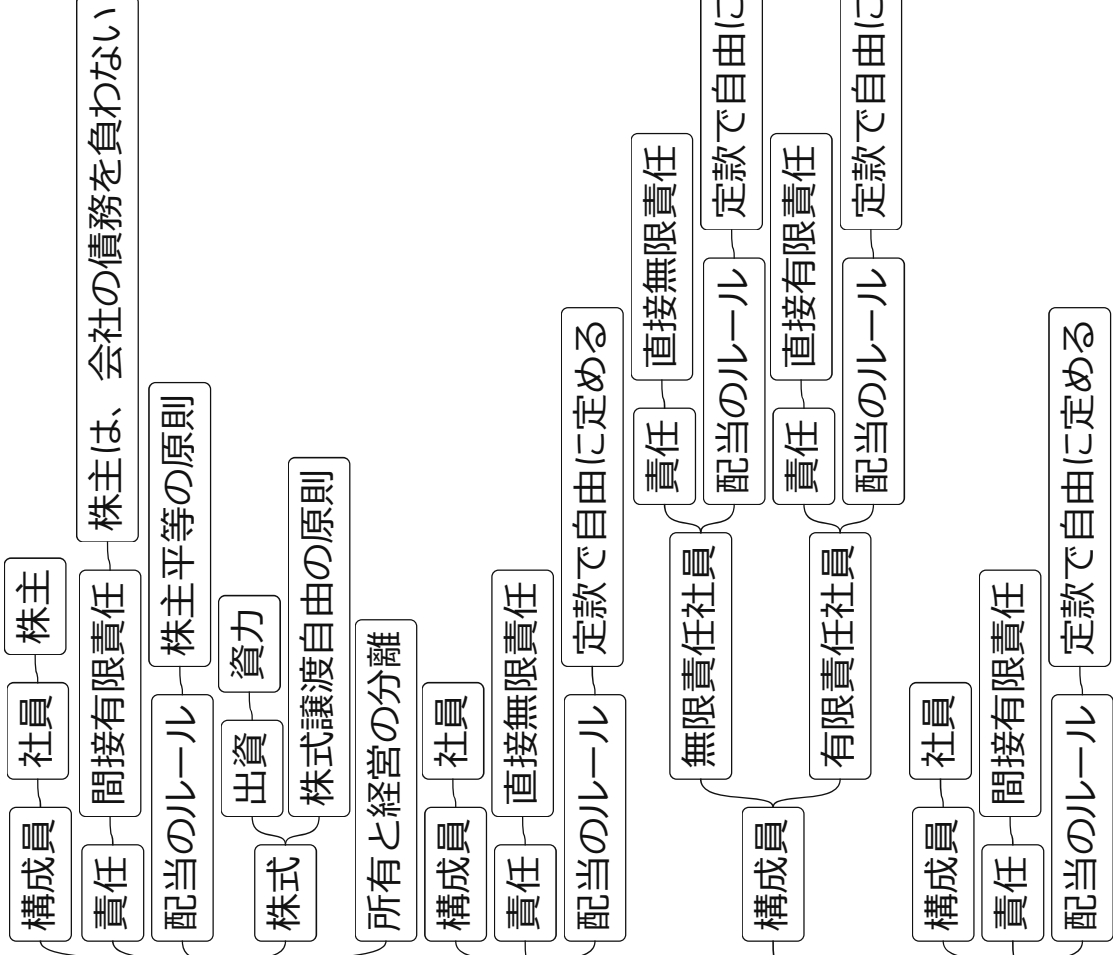 構成員
社員
株主
責任
間接有限責任
株主は、会社の債務を負わない
配当のルール
株主平等の原則
株式
出資
資力
株式譲渡自由の原則
所有と経営の分離
構成員
社員
責任
直接無限責任
配当のルール
定款で自由に定める
構成員
無限責任社員
責任
直接無限責任
配当のルール
定款で自由に
有限責任社員
責任
直接有限責任
配当のルール
定款で自由に
構成員
社員
責任
間接有限責任
配当のルール
定款で自由に定める